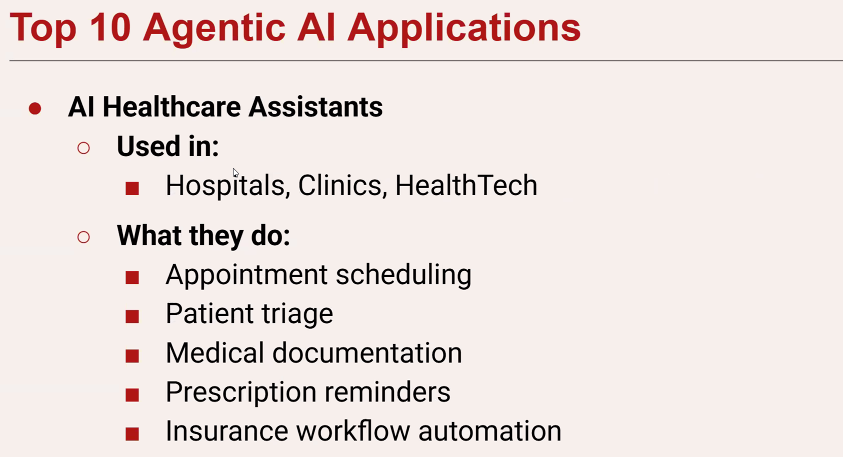 Top 10 Agentic AI Applications
● AI Healthcare Assistants
○ Used in:
■ Hospitals, Clinics, HealthTech
○ What they do:
■ Appointment scheduling
■ Patient triage
■ Medical documentation
■ Prescription reminders
■ Insurance workflow automation